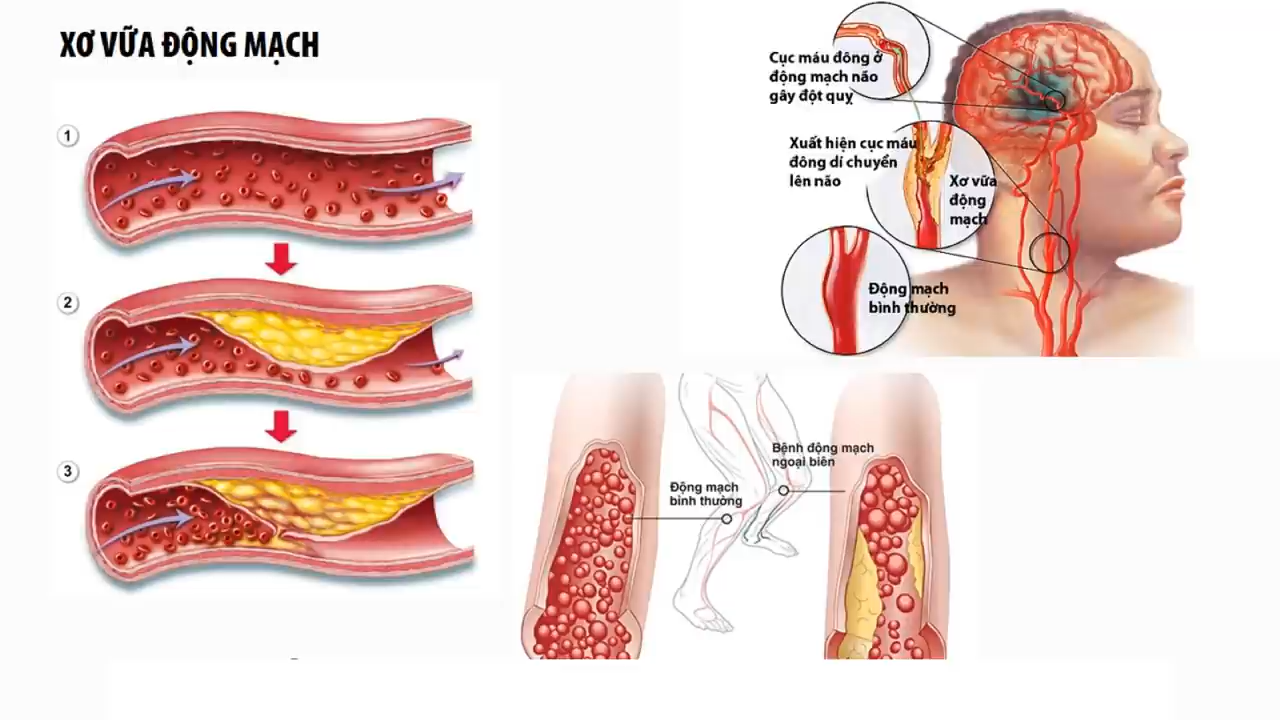 XƠ VỮA ĐỘNG MẠCH
1
2
3
Cục máu đông ở
động mạch não
gây đột quỵ
Xuất hiện cục máu
đông dí chuyển
lên não
Xơ vữa
động
mạch
Động mạch
bình thường
Động mạch
bình thường
Bệnh động mạch
ngoại biên